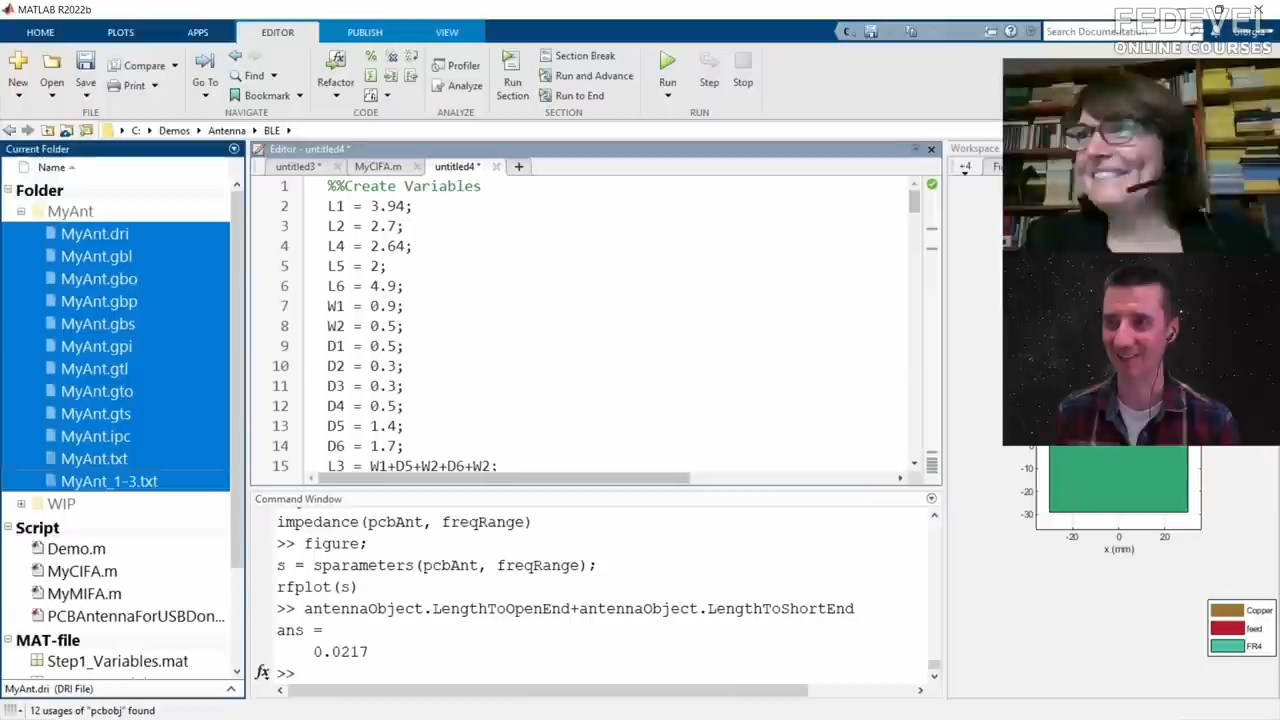 MATLAB R2022b
FEDEVEL
ONLINE COURSES
HOME PLOTS APPS EDITOR PUBLISH VIEW
Search Documentation
New Open Save Compare Print
Go To Find Bookmark
Refactor
Profiler Analyze
Run Section
Section Break
Run and Advance
Run to End
Run Step Stop
FILE NAVIGATE CODE ANALYZE SECTION RUN
C: Demos Antenna BLE
Current Folder
Name
Folder
MyAnt
MyAnt.dri
MyAnt.gbl
MyAnt.gbo
MyAnt.gbp
MyAnt.gbs
MyAnt.gpi
MyAnt.gtl
MyAnt.gto
MyAnt.gts
MyAnt.ipc
MyAnt.txt
MyAnt_1-3.txt
WIP
Script
Demo.m
MyCIFA.m
MyMIFA.m
PCBAntennaForUSBDon...
MAT-file
Step1_Variables.mat
MyAnt.dri (DRI File)
12 usages of "pcbobj" found
Editor - untitled4 *
untitled3 * MyCIFA.m untitled4 *
1 %%Create Variables
2 L1 = 3.94;
3 L2 = 2.7;
4 L4 = 2.64;
5 L5 = 2;
6 L6 = 4.9;
7 W1 = 0.9;
8 W2 = 0.5;
9 D1 = 0.5;
10 D2 = 0.3;
11 D3 = 0.3;
12 D4 = 0.5;
13 D5 = 1.4;
14 D6 = 1.7;
15 L3 = W1+D5+W2+D6+W2;
Command Window
impedance(pcbAnt, freqRange)
>> figure;
s = sparameters(pcbAnt, freqRange);
rfplot(s)
>> antennaObject.LengthToOpenEnd+antennaObject.LengthToShortEnd
ans =
0.0217
fx >>
Workspace
+4
-10
-20
-30
-20 0 20
x (mm)
Copper
feed
FR4